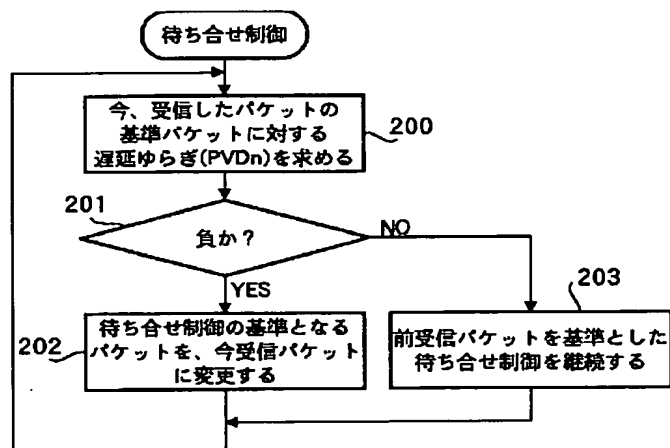 待ち合せ制御
今、受信したパケットの
基準パケットに対する
遅延ゆらぎ(PVDn)を求める
200
201
負か？
NO
YES
203
202
待ち合せ制御の基準となる
パケットを、今受信パケット
に変更する
前受信パケットを基準とした
待ち合せ制御を継続する